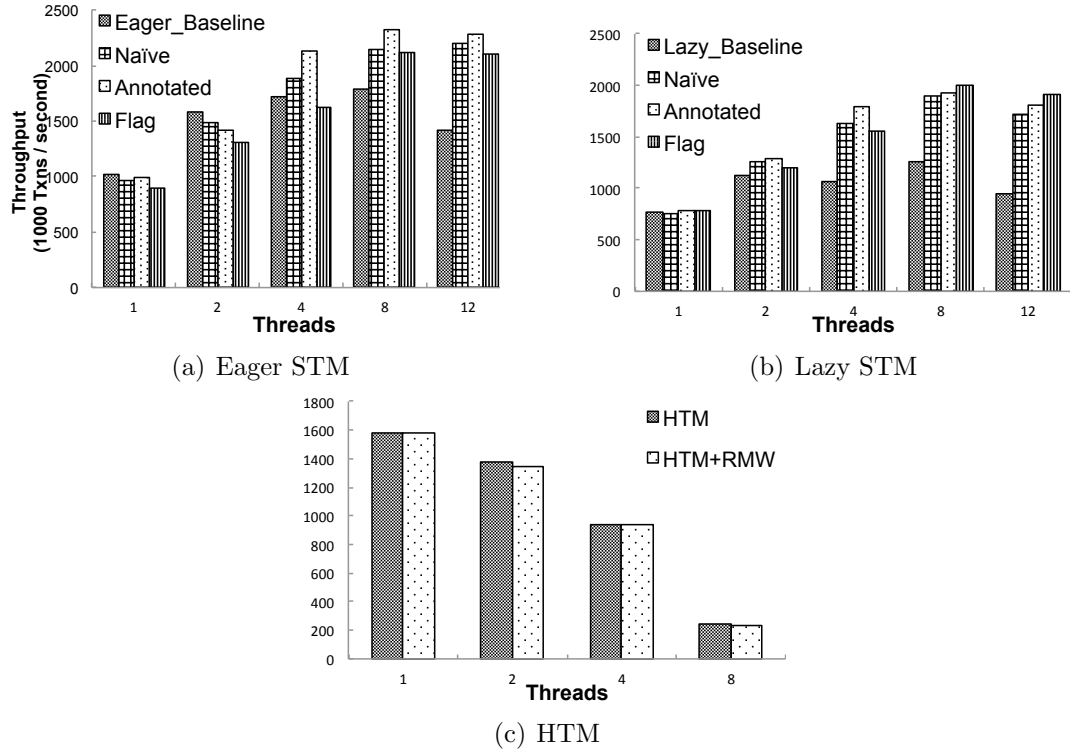 Throughput
(1000 Txns / second)
2500
2000
1500
1000
500
0
Eager_Baseline
Naïve
Annotated
Flag
1 2 4 8 12
Threads
(a) Eager STM
2500
2000
1500
1000
500
0
Lazy_Baseline
Naïve
Annotated
Flag
1 2 4 8 12
Threads
(b) Lazy STM
1800
1600
1400
1200
1000
800
600
400
200
0
HTM
HTM+RMW
1 2 4 8
Threads
(c) HTM